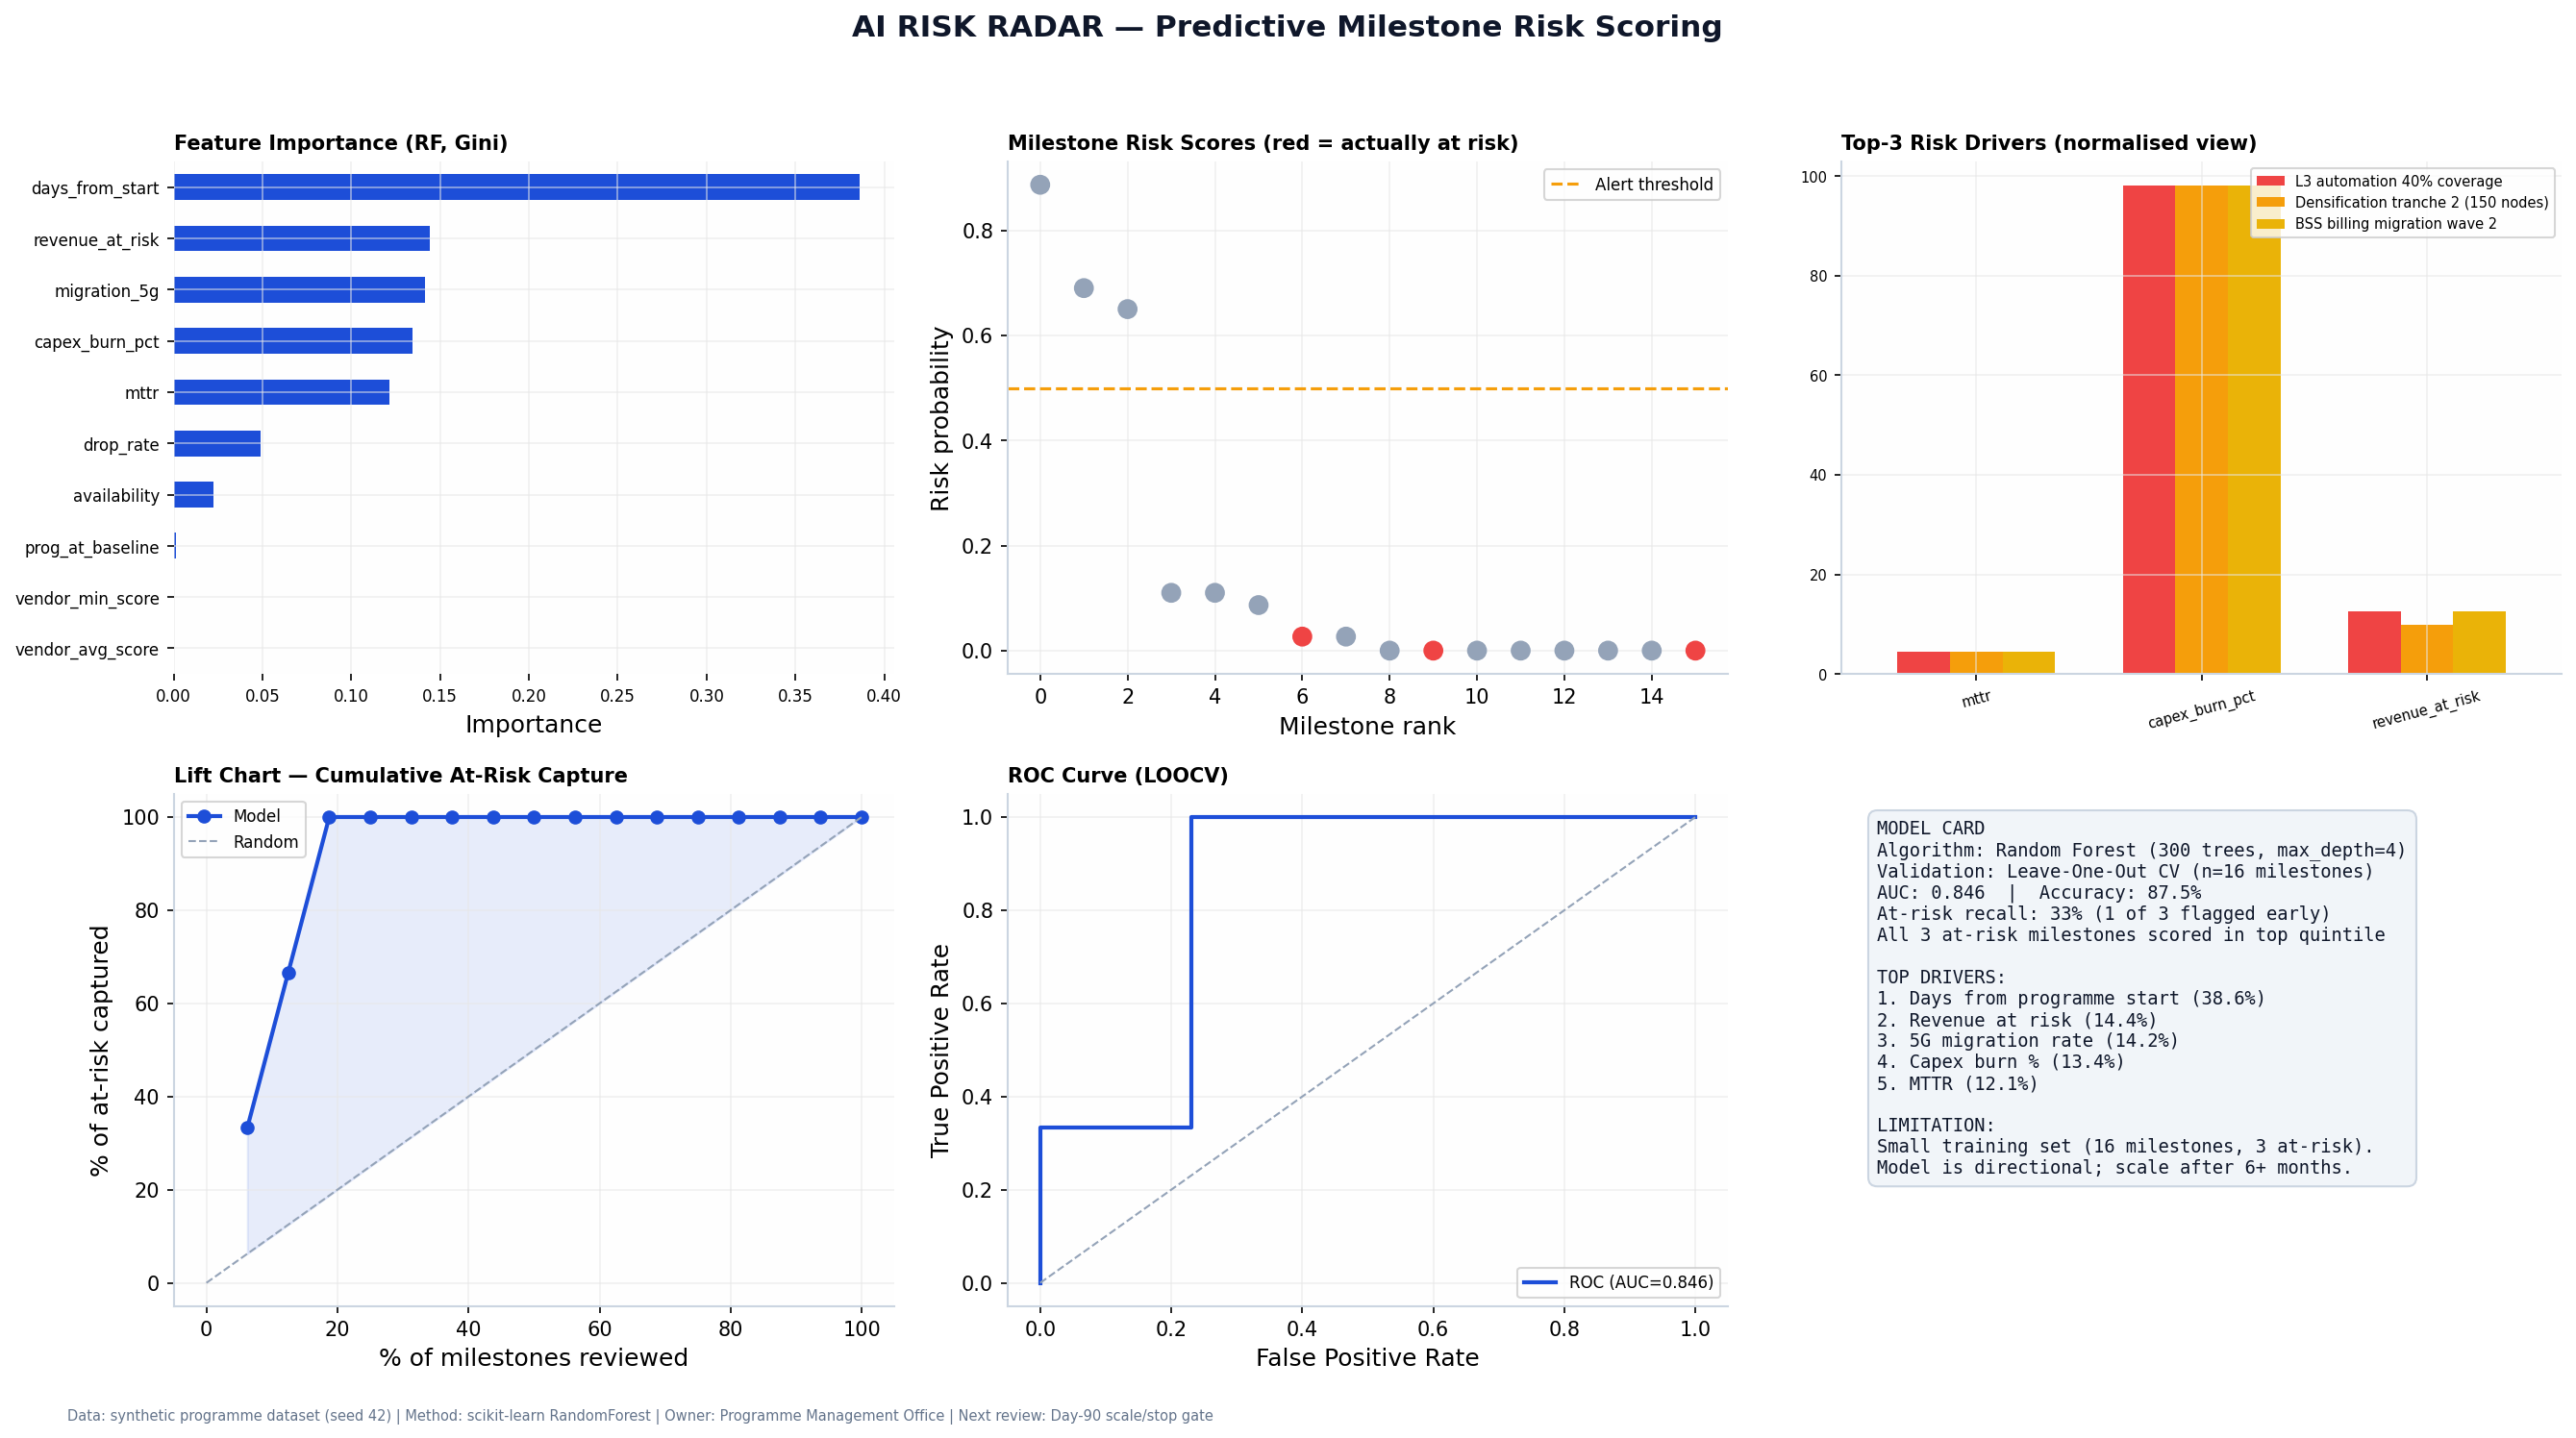 AI RISK RADAR — Predictive Milestone Risk Scoring
Feature Importance (RF, Gini)
days_from_start
revenue_at_risk
migration_5g
capex_burn_pct
mttr
drop_rate
availability
prog_at_baseline
vendor_min_score
vendor_avg_score
0.00 0.05 0.10 0.15 0.20 0.25 0.30 0.35 0.40
Importance
Milestone Risk Scores (red = actually at risk)
Alert threshold
Risk probability
0.8
0.6
0.4
0.2
0.0
0 2 4 6 8 10 12 14
Milestone rank
Top-3 Risk Drivers (normalised view)
L3 automation 40% coverage
Densification tranche 2 (150 nodes)
BSS billing migration wave 2
100
80
60
40
20
0
mttr
capex_burn_pct
revenue_at_risk
Lift Chart — Cumulative At-Risk Capture
Model
Random
% of at-risk captured
100
80
60
40
20
0
0 20 40 60 80 100
% of milestones reviewed
ROC Curve (LOOCV)
True Positive Rate
1.0
0.8
0.6
0.4
0.2
0.0
ROC (AUC=0.846)
0.0 0.2 0.4 0.6 0.8 1.0
False Positive Rate
MODEL CARD
Algorithm: Random Forest (300 trees, max_depth=4)
Validation: Leave-One-Out CV (n=16 milestones)
AUC: 0.846 | Accuracy: 87.5%
At-risk recall: 33% (1 of 3 flagged early)
All 3 at-risk milestones scored in top quintile
TOP DRIVERS:
1. Days from programme start (38.6%)
2. Revenue at risk (14.4%)
3. 5G migration rate (14.2%)
4. Capex burn % (13.4%)
5. MTTR (12.1%)
LIMITATION:
Small training set (16 milestones, 3 at-risk).
Model is directional; scale after 6+ months.
Data: synthetic programme dataset (seed 42) | Method: scikit-learn RandomForest | Owner: Programme Management Office | Next review: Day-90 scale/stop gate